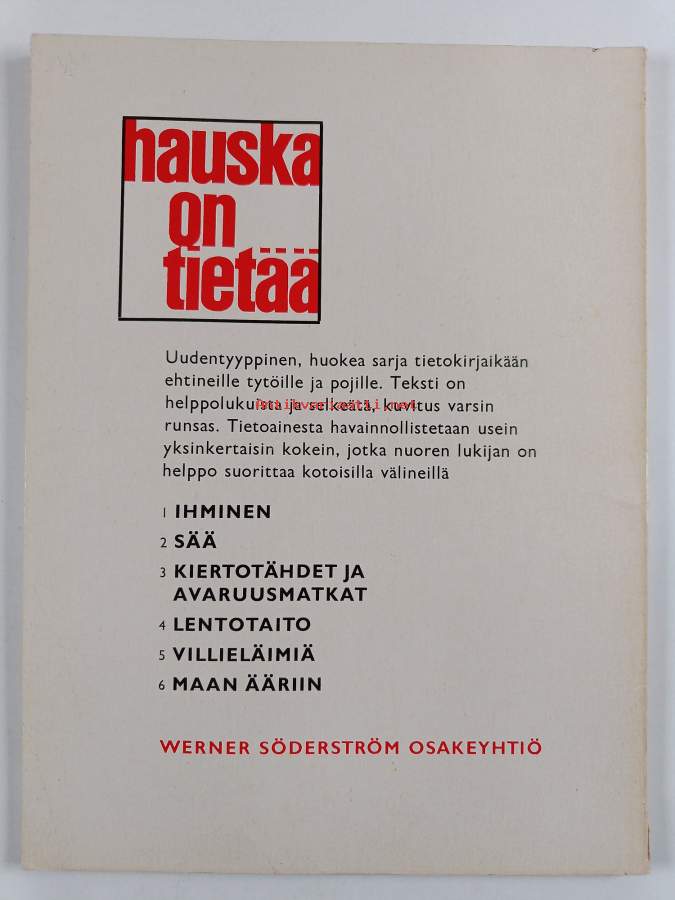 hauska
on
tietää
Uudentyyppinen, huokea sarja tietokirjaikään
ehtineille tytöille ja pojille. Teksti on
helppolukuista ja selkeätä, kuvitus varsin
antikvariaatti.net
runsas. Tietoainesta havainnollistetaan usein
yksinkertaisin kokein, jotka nuoren lukijan on
helppo suorittaa kotoisilla välineillä
1 IHMINEN
2 SÄÄ
3 KIERTOTÄHDET JA
AVARUUSMATKAT
4 LENTOTAITO
5 VILLIELÄIMIÄ
6 MAAN ÄÄRIIN
WERNER SÖDERSTRÖM OSAKEYHTIÖ